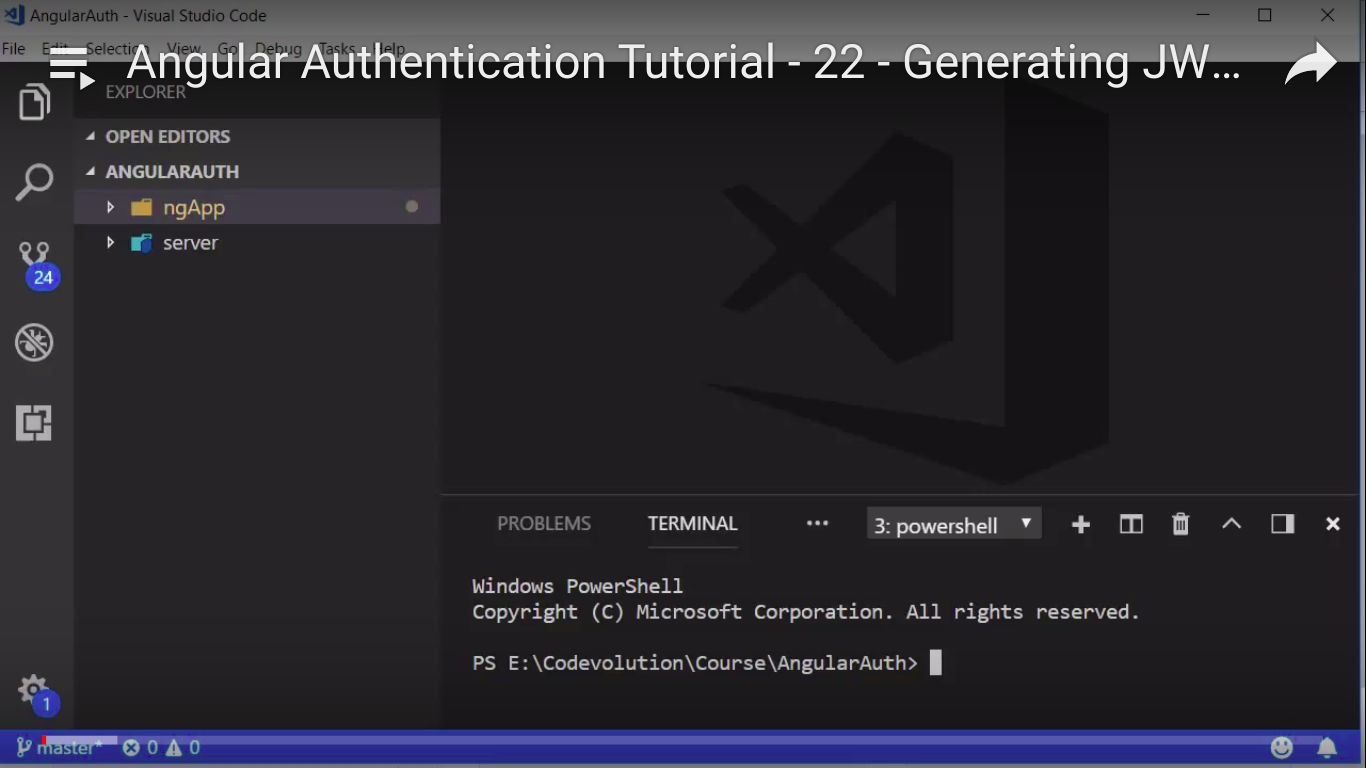 AngularAuth - Visual Studio Code
File Edit Selection View Go Debug Tasks Help
Angular Authentication Tutorial - 22 - Generating JW...
EXPLORER
OPEN EDITORS
ANGULARAUTH
ngApp
server
24
PROBLEMS TERMINAL ••• 3: powershell
Windows PowerShell
Copyright (C) Microsoft Corporation. All rights reserved.
PS E:\Codevolution\Course\AngularAuth>
1
master* 0 0